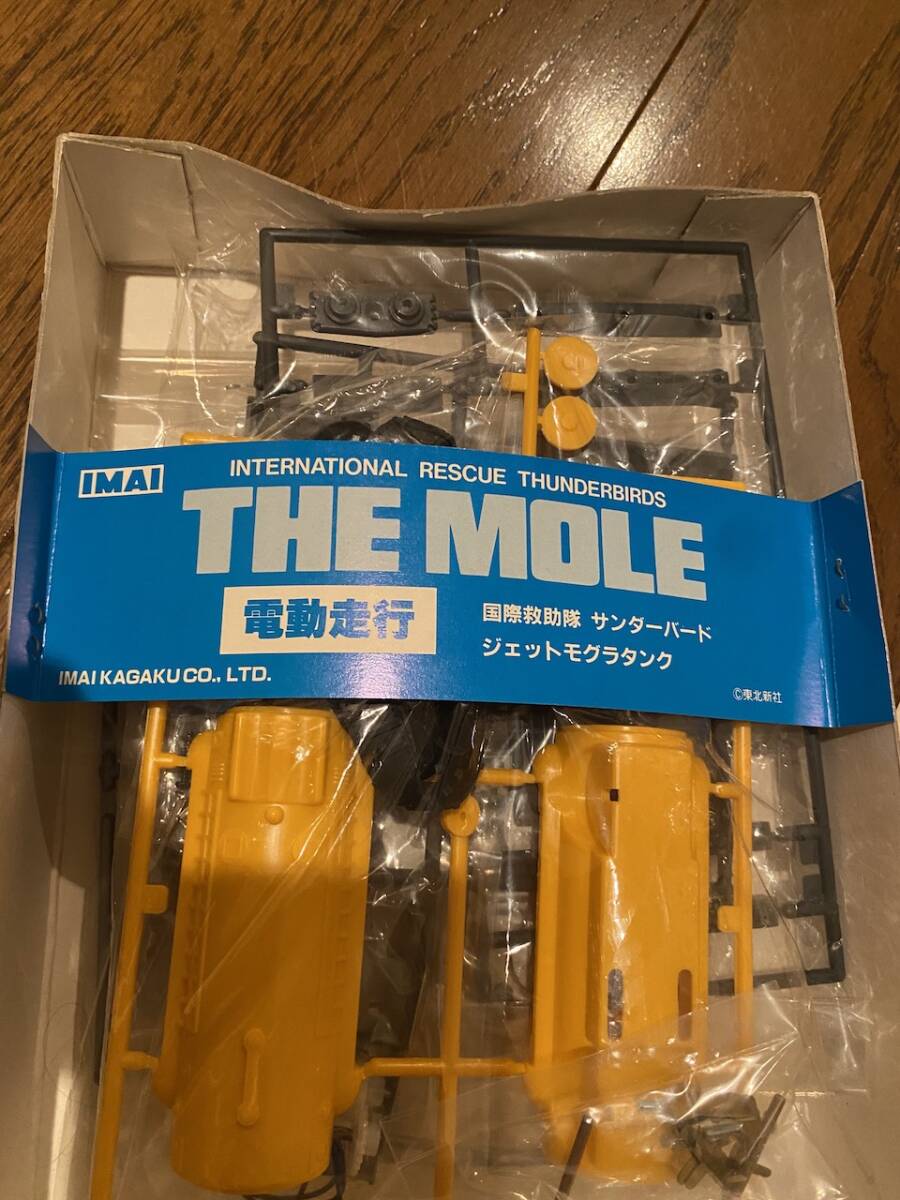 IMAI
INTERNATIONAL RESCUE THUNDERBIRDS
THE MOLE
電動走行
国際救助隊 サンダーバード
ジェットモグラタンク
IMAI KAGAKU CO., LTD.
©東北新社